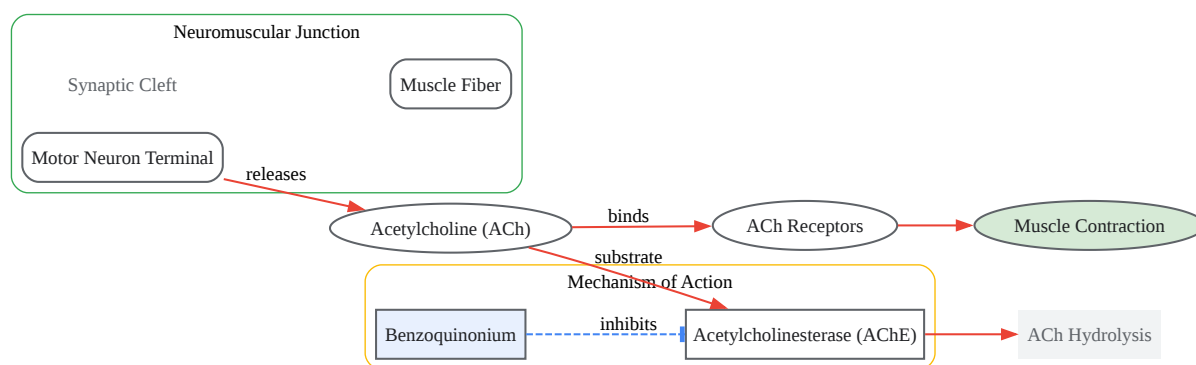 Neuromuscular Junction
Synaptic Cleft
Muscle Fiber
Motor Neuron Terminal
releases
Acetylcholine (ACh)
binds
ACh Receptors
Muscle Contraction
substrate
Mechanism of Action
Benzoquinonium
inhibits
Acetylcholinesterase (AChE)
ACh Hydrolysis